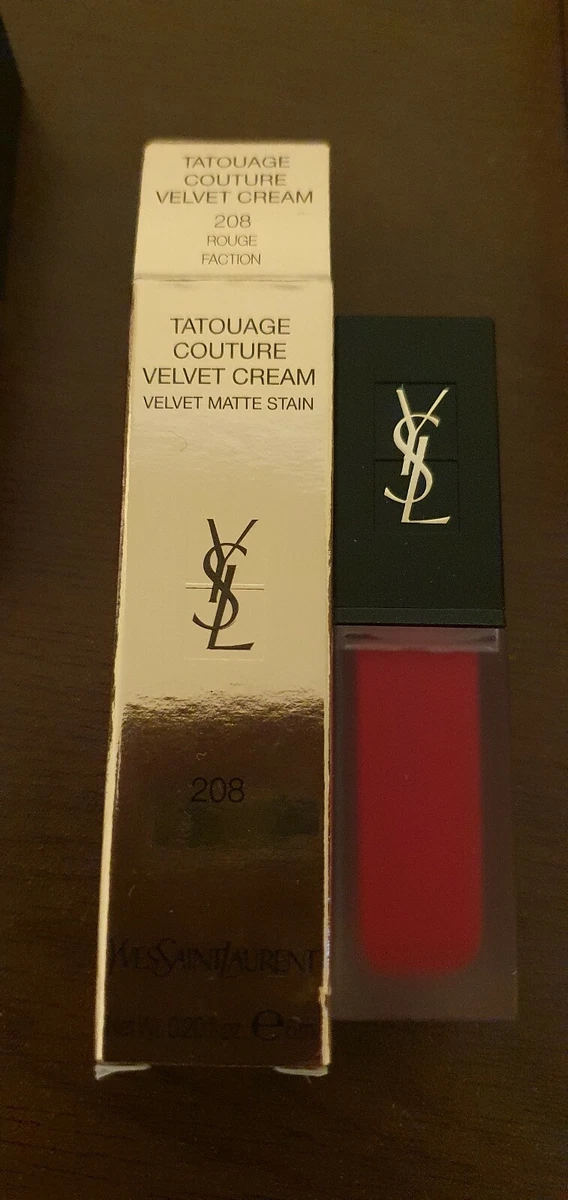 TATOUAGE
COUTURE
VELVET CREAM
208
ROUGE
FACTION
TATOUAGE
COUTURE
VELVET CREAM
VELVET MATTE STAIN
YSL
208
YVESSAINTLAURENT
YSL